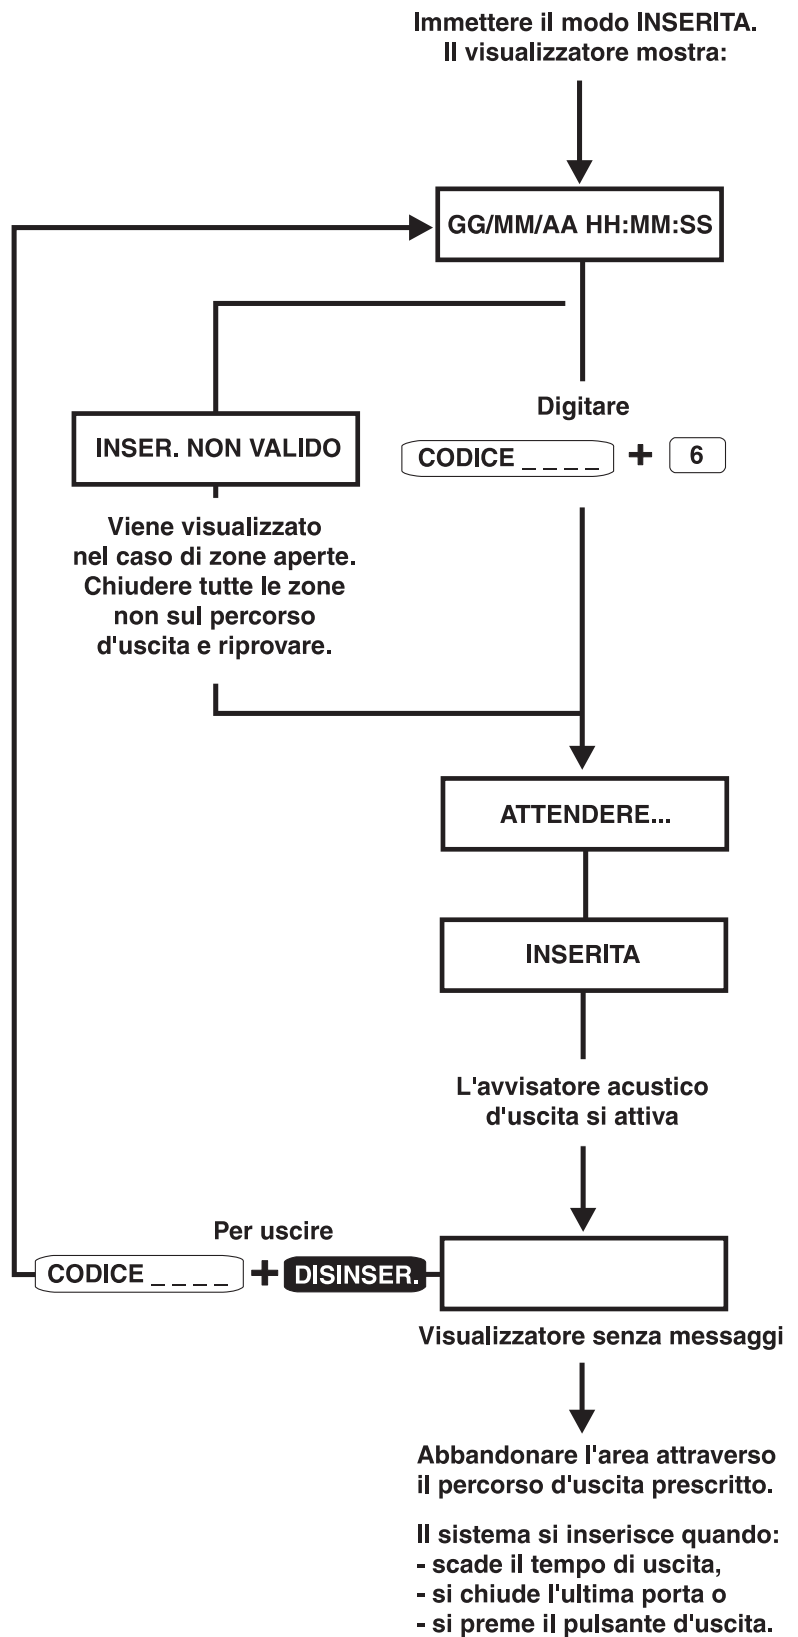 Immettere il modo INSERITA.
Il visualizzatore mostra:
GG/MM/AA HH:MM:SS
INSER. NON VALIDO
Viene visualizzato
nel caso di zone aperte.
Chiudere tutte le zone
non sul percorso
d'uscita e riprovare.
Digitare
CODICE _ _ _ _ + 6
ATTENDERE...
INSERITA
L'avvisatore acustico
d'uscita si attiva
Per uscire
CODICE _ _ _ _ + DISINSER.
Visualizzatore senza messaggi
Abbandonare l'area attraverso
il percorso d'uscita prescritto.
Il sistema si inserisce quando:
- scade il tempo di uscita,
- si chiude l'ultima porta o
- si preme il pulsante d'uscita.